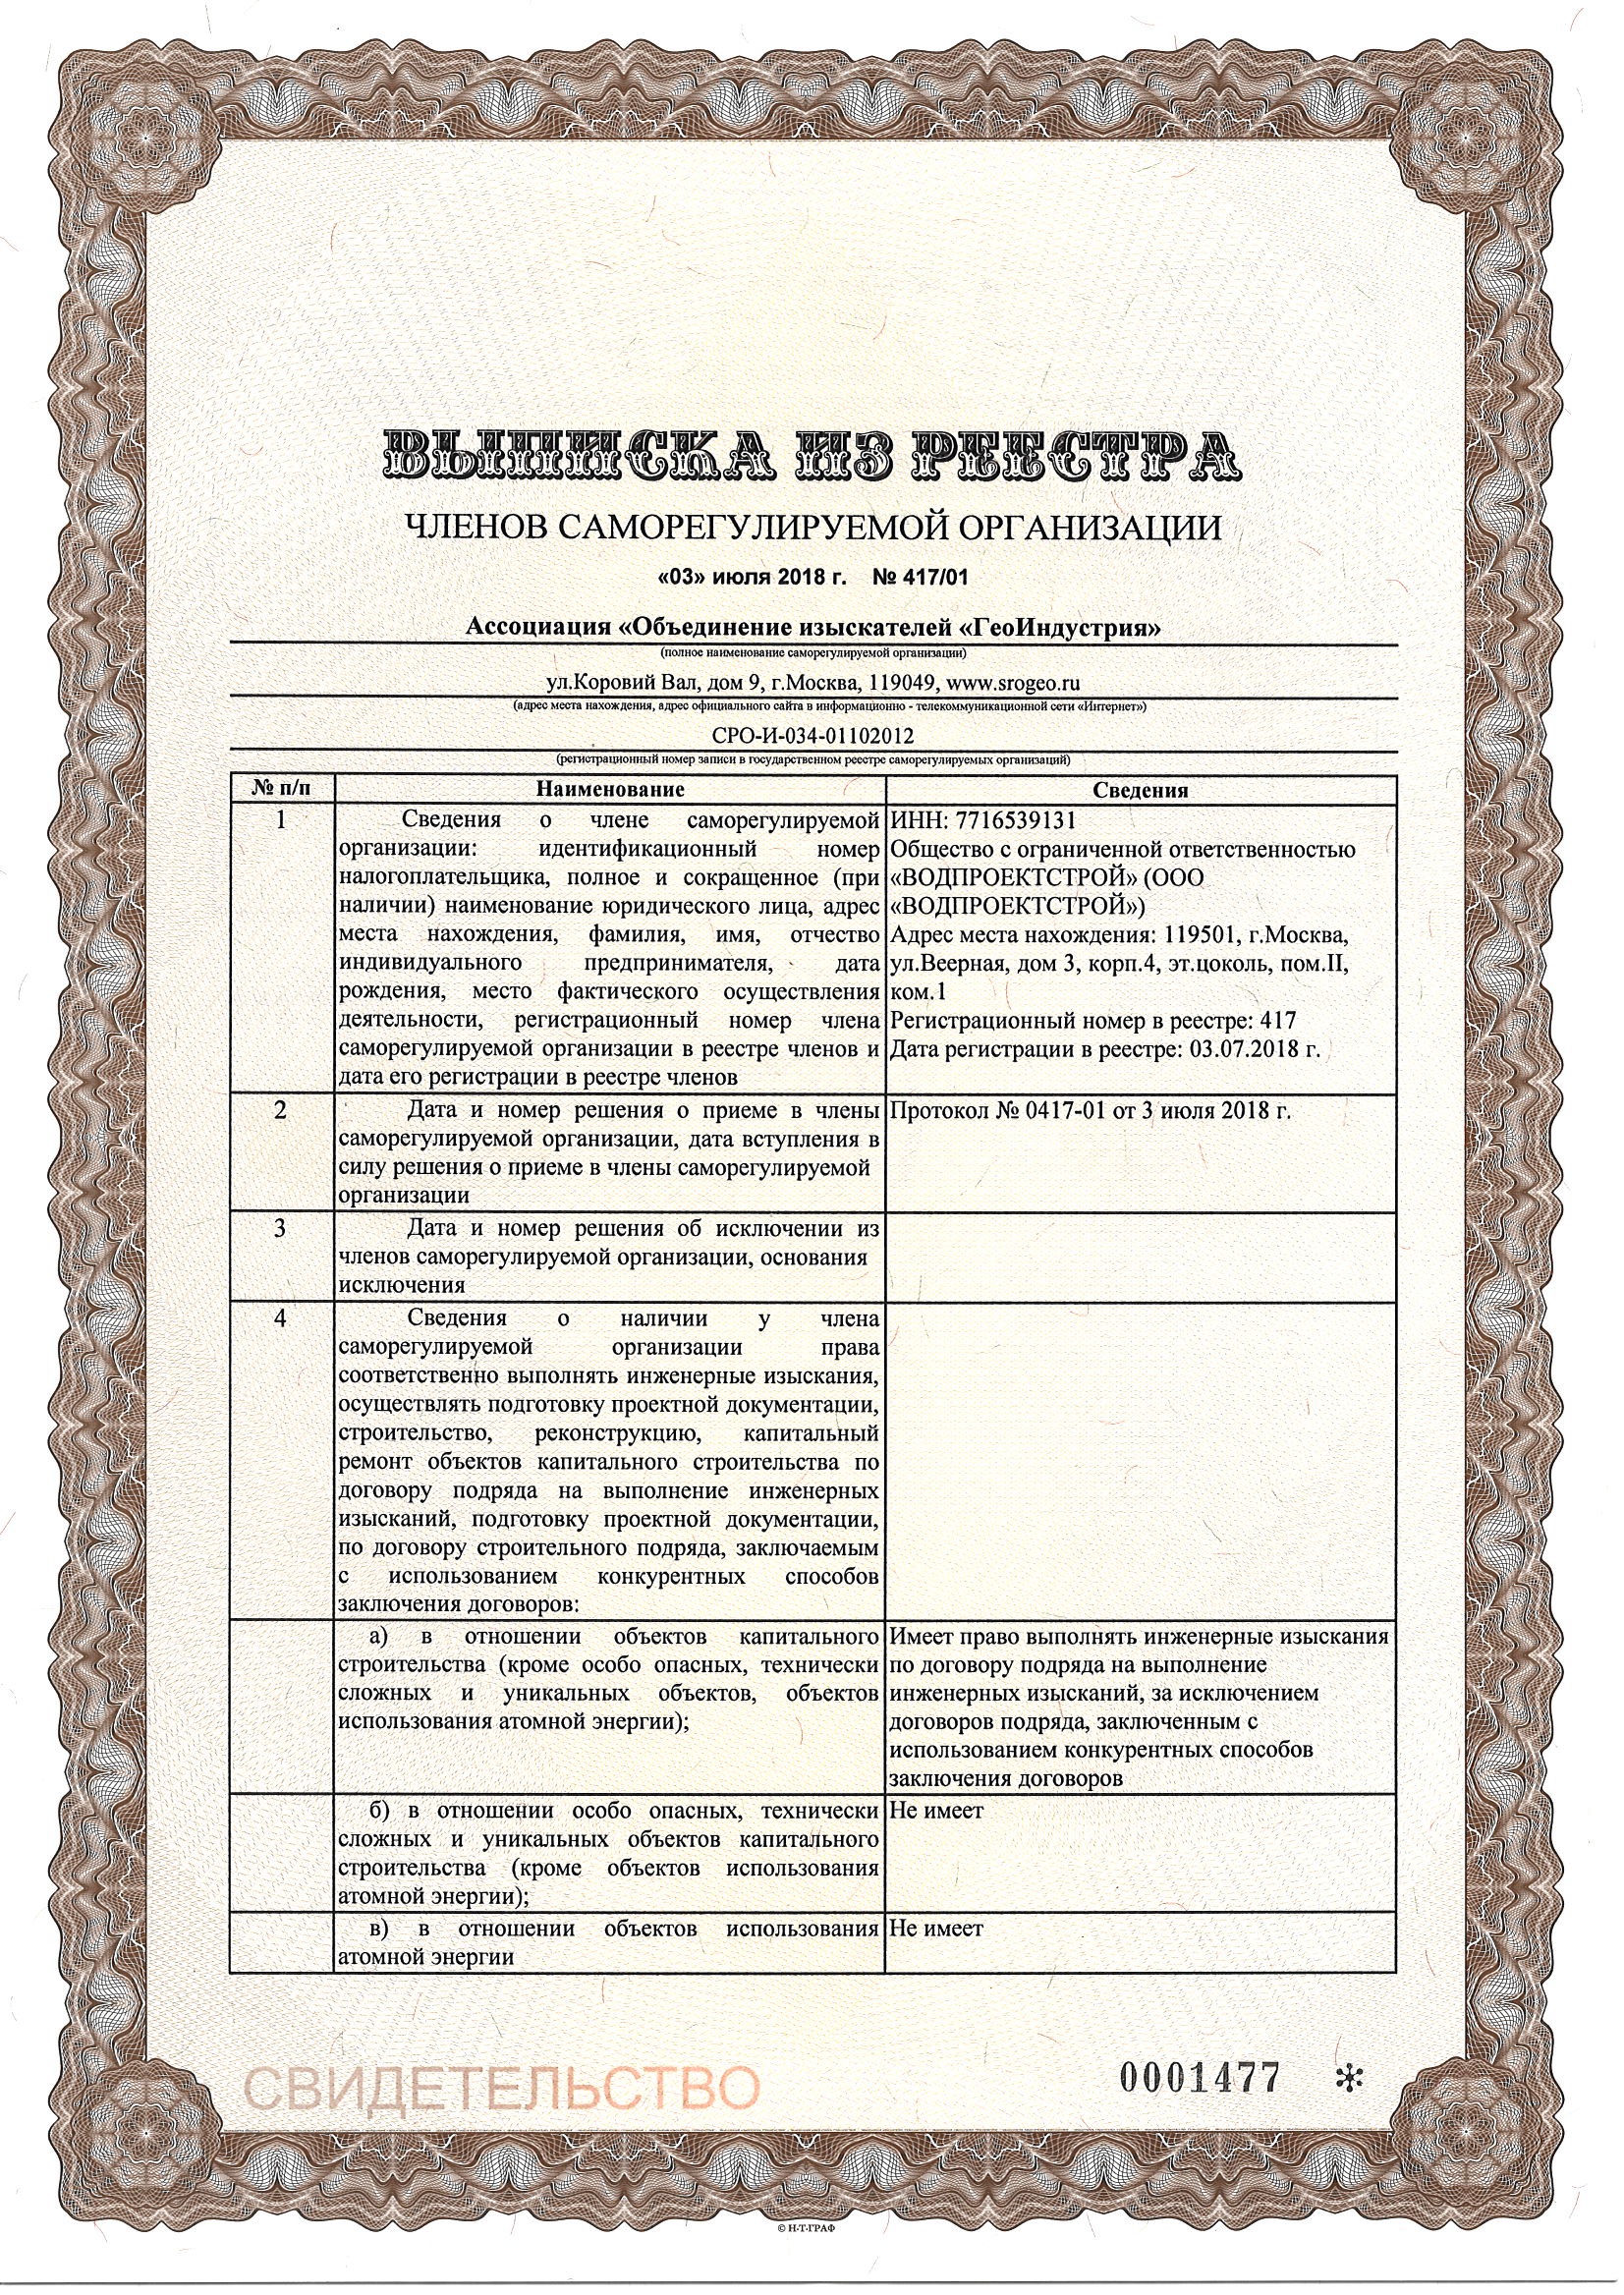 ВЫПИСКА ИЗ РЕЕСТРА
ЧЛЕНОВ САМОРЕГУЛИРУЕМОЙ ОРГАНИЗАЦИИ
«03» июля 2018 г. № 417/01
Ассоциация «Объединение изыскателей «ГеоИндустрия»
(полное наименование саморегулируемой организации)
ул.Коровий Вал, дом 9, г.Москва, 119049, www.srogeo.ru
(адрес места нахождения, адрес официального сайта в информационно - телекоммуникационной сети «Интернет»)
СРО-И-034-01102012
(регистрационный номер записи в государственном реестре саморегулируемых организаций)
№ п/п Наименование Сведения
1
Сведения о члене саморегулируемой
организации: идентификационный номер
налогоплательщика, полное и сокращенное (при
наличии) наименование юридического лица, адрес
места нахождения, фамилия, имя, отчество
индивидуального предпринимателя, дата
рождения, место фактического осуществления
деятельности, регистрационный номер члена
саморегулируемой организации в реестре членов и
дата его регистрации в реестре членов
ИНН: 7716539131
Общество с ограниченной ответственностью
«ВОДПРОЕКТСТРОЙ» (ООО
«ВОДПРОЕКТСТРОЙ»)
Адрес места нахождения: 119501, г.Москва,
ул.Веерная, дом 3, корп.4, эт.цоколь, пом.II,
ком.1
Регистрационный номер в реестре: 417
Дата регистрации в реестре: 03.07.2018 г.
2
Дата и номер решения о приеме в члены
саморегулируемой организации, дата вступления в
силу решения о приеме в члены саморегулируемой
организации
Протокол № 0417-01 от 3 июля 2018 г.
3
Дата и номер решения об исключении из
членов саморегулируемой организации, основания
исключения
4
Сведения о наличии у члена
саморегулируемой организации права
соответственно выполнять инженерные изыскания,
осуществлять подготовку проектной документации,
строительство, реконструкцию, капитальный
ремонт объектов капитального строительства по
договору подряда на выполнение инженерных
изысканий, подготовку проектной документации,
по договору строительного подряда, заключаемым
с использованием конкурентных способов
заключения договоров:
а) в отношении объектов капитального
строительства (кроме особо опасных, технически
сложных и уникальных объектов, объектов
использования атомной энергии);
Имеет право выполнять инженерные изыскания
по договору подряда на выполнение
инженерных изысканий, за исключением
договоров подряда, заключенным с
использованием конкурентных способов
заключения договоров
б) в отношении особо опасных, технически
сложных и уникальных объектов капитального
строительства (кроме объектов использования
атомной энергии);
Не имеет
в) в отношении объектов использования
атомной энергии
Не имеет
СВИДЕТЕЛЬСТВО
0001477
© Н-Т-ГРАФ